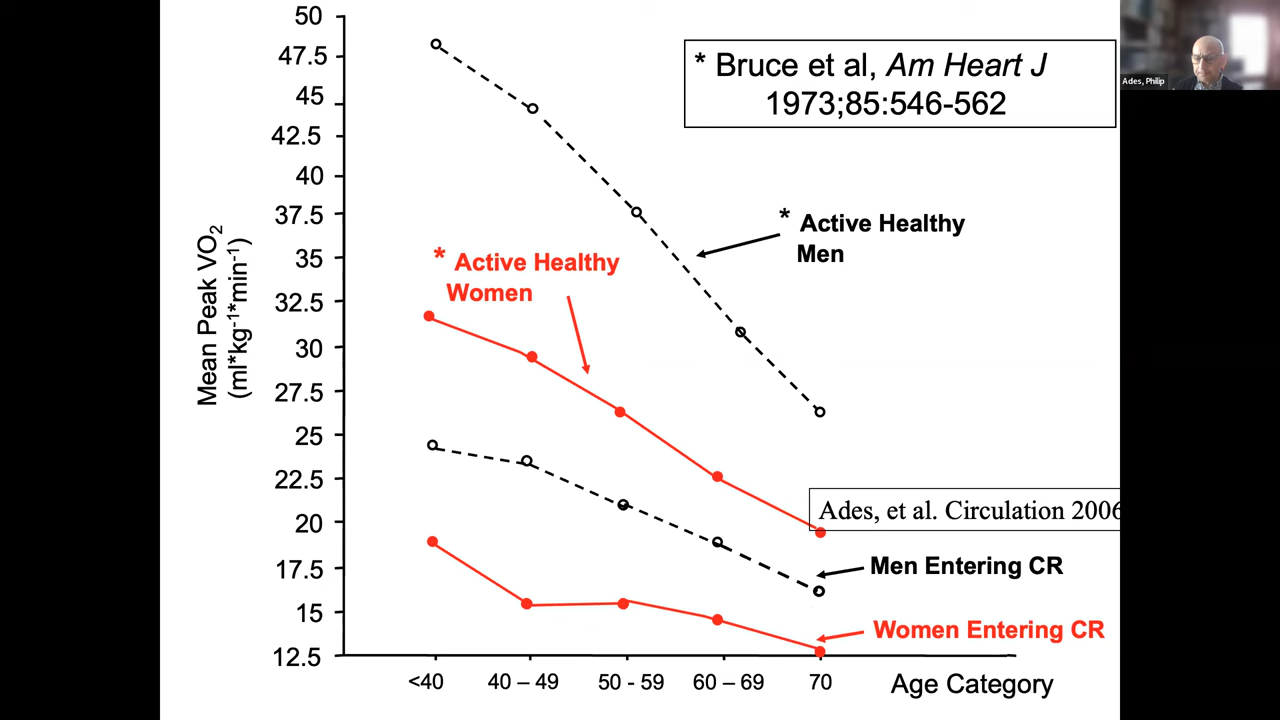 50
47.5
45
42.5
40
37.5
35
32.5
30
27.5
25
22.5
20
17.5
15
12.5
Mean Peak VO₂
(ml*kg⁻¹*min⁻¹)
* Bruce et al, Am Heart J
1973;85:546-562
Ades, Philip
* Active Healthy
Men
* Active Healthy
Women
Ades, et al. Circulation 2006
Men Entering CR
Women Entering CR
<40
40 – 49
50 - 59
60 – 69
70
Age Category